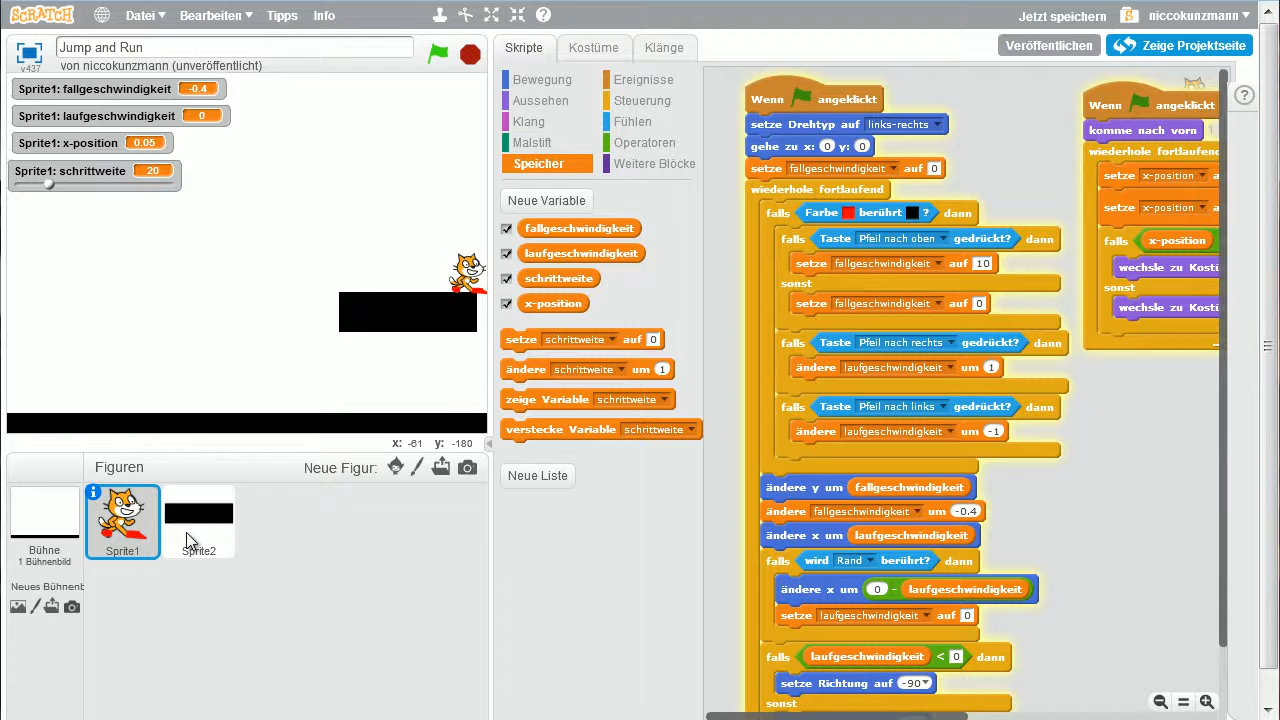 SCRATCH Datei Bearbeiten Tipps Info Jetzt speichern niccokunzmann
Jump and Run
von niccokunzmann (unveröffentlicht)
v437
Skripte Kostüme Klänge
Veröffentlichen Zeige Projektseite
Sprite1: fallgeschwindigkeit -0.4
Sprite1: laufgeschwindigkeit 0
Sprite1: x-position 0.05
Sprite1: schrittweite 20
x: -61 y: -180
Figuren Neue Figur:
Bühne
1 Bühnenbild
Sprite1
Sprite2
Neues Bühnenb
Bewegung Ereignisse
Aussehen Steuerung
Klang Fühlen
Malstift Operatoren
Speicher Weitere Blöcke
Neue Variable
fallgeschwindigkeit
laufgeschwindigkeit
schrittweite
x-position
setze schrittweite auf 0
ändere schrittweite um 1
zeige Variable schrittweite
verstecke Variable schrittweite
Neue Liste
Wenn angeklickt
setze Drehtyp auf links-rechts
gehe zu x: 0 y: 0
setze fallgeschwindigkeit auf 0
wiederhole fortlaufend
falls Farbe berührt ? dann
falls Taste Pfeil nach oben gedrückt? dann
setze fallgeschwindigkeit auf 10
sonst
setze fallgeschwindigkeit auf 0
falls Taste Pfeil nach rechts gedrückt? dann
ändere laufgeschwindigkeit um 1
falls Taste Pfeil nach links gedrückt? dann
ändere laufgeschwindigkeit um -1
ändere y um fallgeschwindigkeit
ändere fallgeschwindigkeit um -0.4
ändere x um laufgeschwindigkeit
falls wird Rand berührt? dann
ändere x um 0 - laufgeschwindigkeit
setze laufgeschwindigkeit auf 0
falls laufgeschwindigkeit < 0 dann
setze Richtung auf -90
sonst
Wenn angeklickt
komme nach vorn
wiederhole fortlaufend
setze x-position a
setze x-position a
falls x-position
wechsle zu Kosti
sonst
wechsle zu Kosti